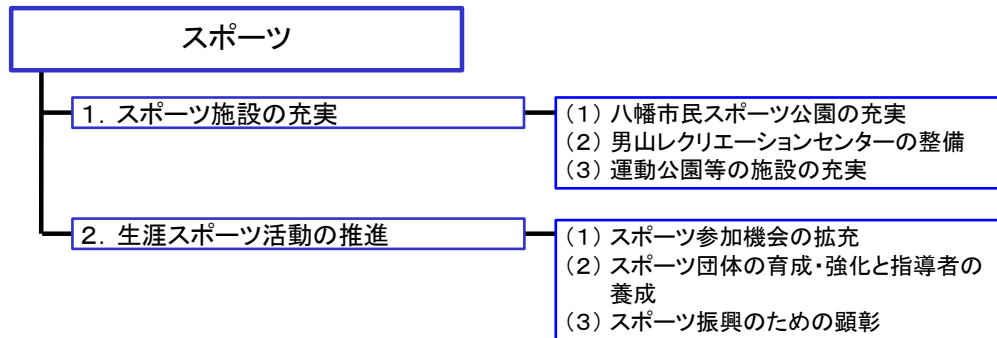 スポーツ
1．スポーツ施設の充実
（1）八幡市民スポーツ公園の充実
（2）男山レクリエーションセンターの整備
（3）運動公園等の施設の充実
2．生涯スポーツ活動の推進
（1）スポーツ参加機会の拡充
（2）スポーツ団体の育成・強化と指導者の
養成
（3）スポーツ振興のための顕彰